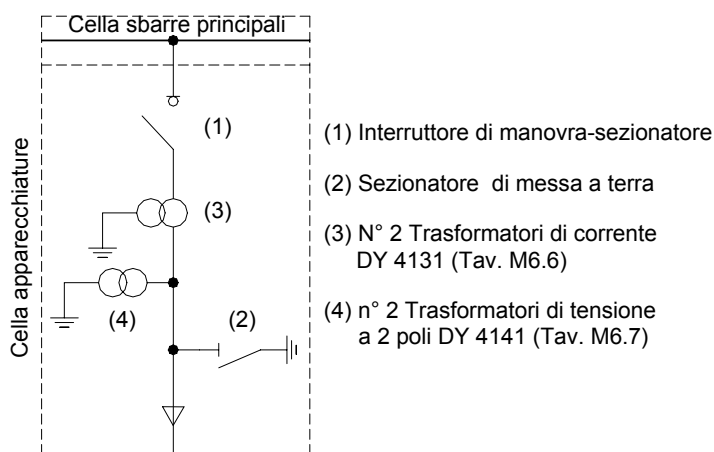 Cella sbarre principali
Cella apparecchiature
(1)
(3)
(4)
(2)
(1) Interruttore di manovra-sezionatore
(2) Sezionatore di messa a terra
(3) N° 2 Trasformatori di corrente
DY 4131 (Tav. M6.6)
(4) n° 2 Trasformatori di tensione
a 2 poli DY 4141 (Tav. M6.7)